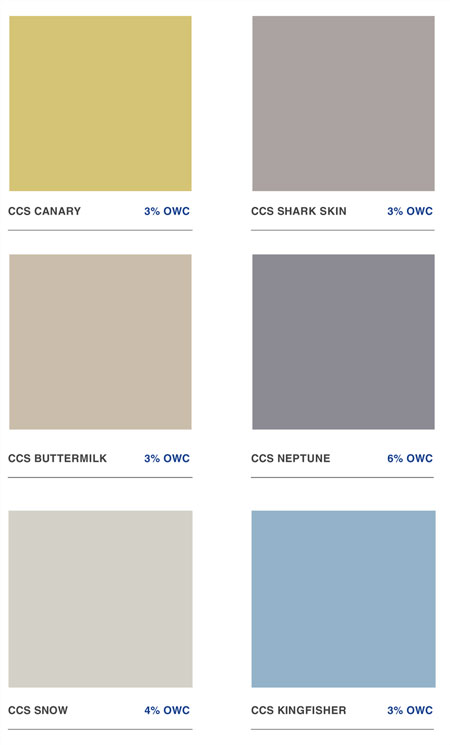 CCS CANARY 3% OWC
CCS SHARK SKIN 3% OWC
CCS BUTTERMILK 3% OWC
CCS NEPTUNE 6% OWC
CCS SNOW 4% OWC
CCS KINGFISHER 3% OWC